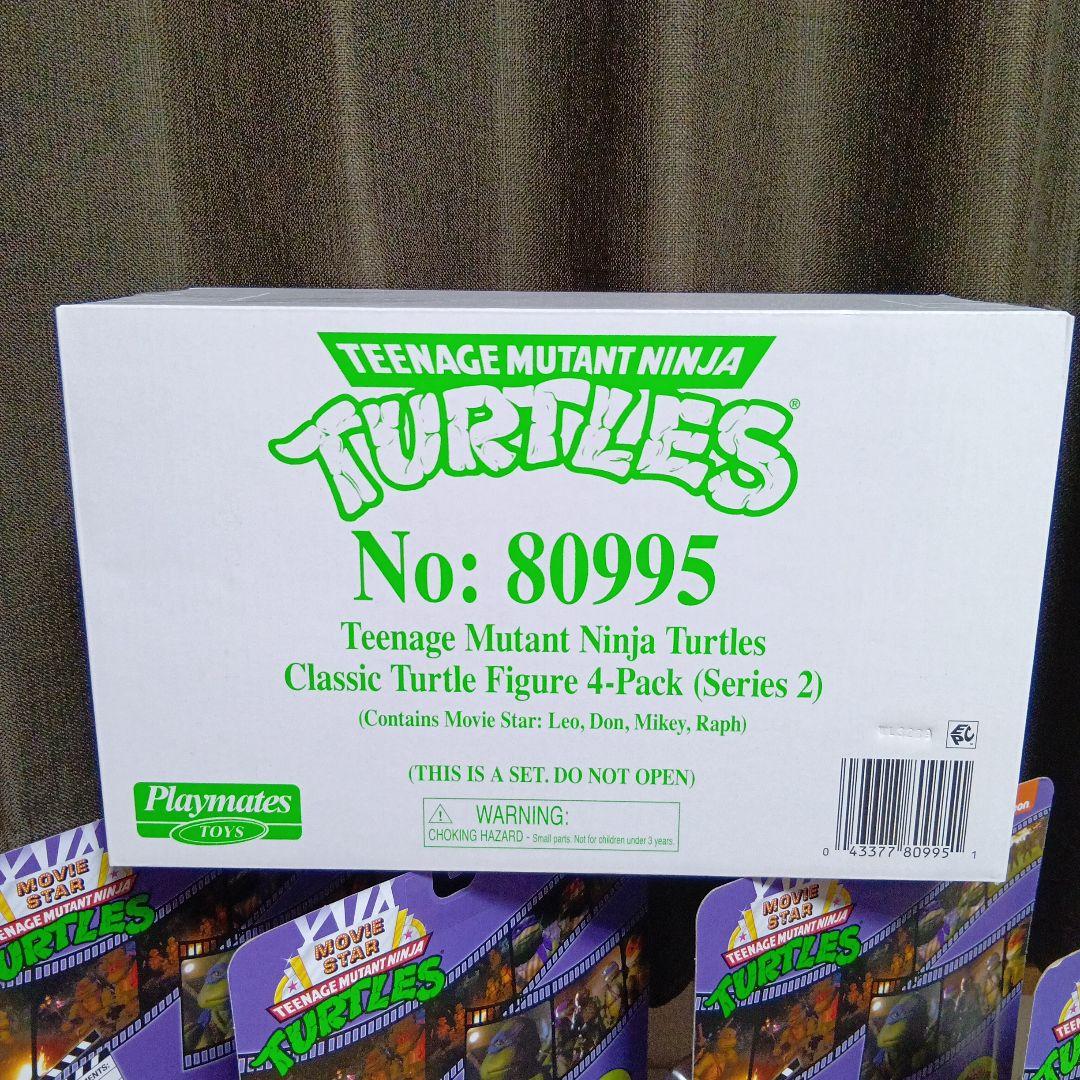 TEENAGE MUTANT NINJA
TURTLES®
No: 80995
Teenage Mutant Ninja Turtles
Classic Turtle Figure 4-Pack (Series 2)
(Contains Movie Star: Leo, Don, Mikey, Raph)
(THIS IS A SET. DO NOT OPEN)
Playmates
TOYS
WARNING:
CHOKING HAZARD - Small parts. Not for children under 3 years.
0 43377 80995 1
MOVIE
STAR
TEENAGE MUTANT NINJA
TURTLES
MOVIE
STAR
TEENAGE MUTANT NINJA
TURTLES
MOVIE
STAR
TEENAGE MUTANT NINJA
TURTLES